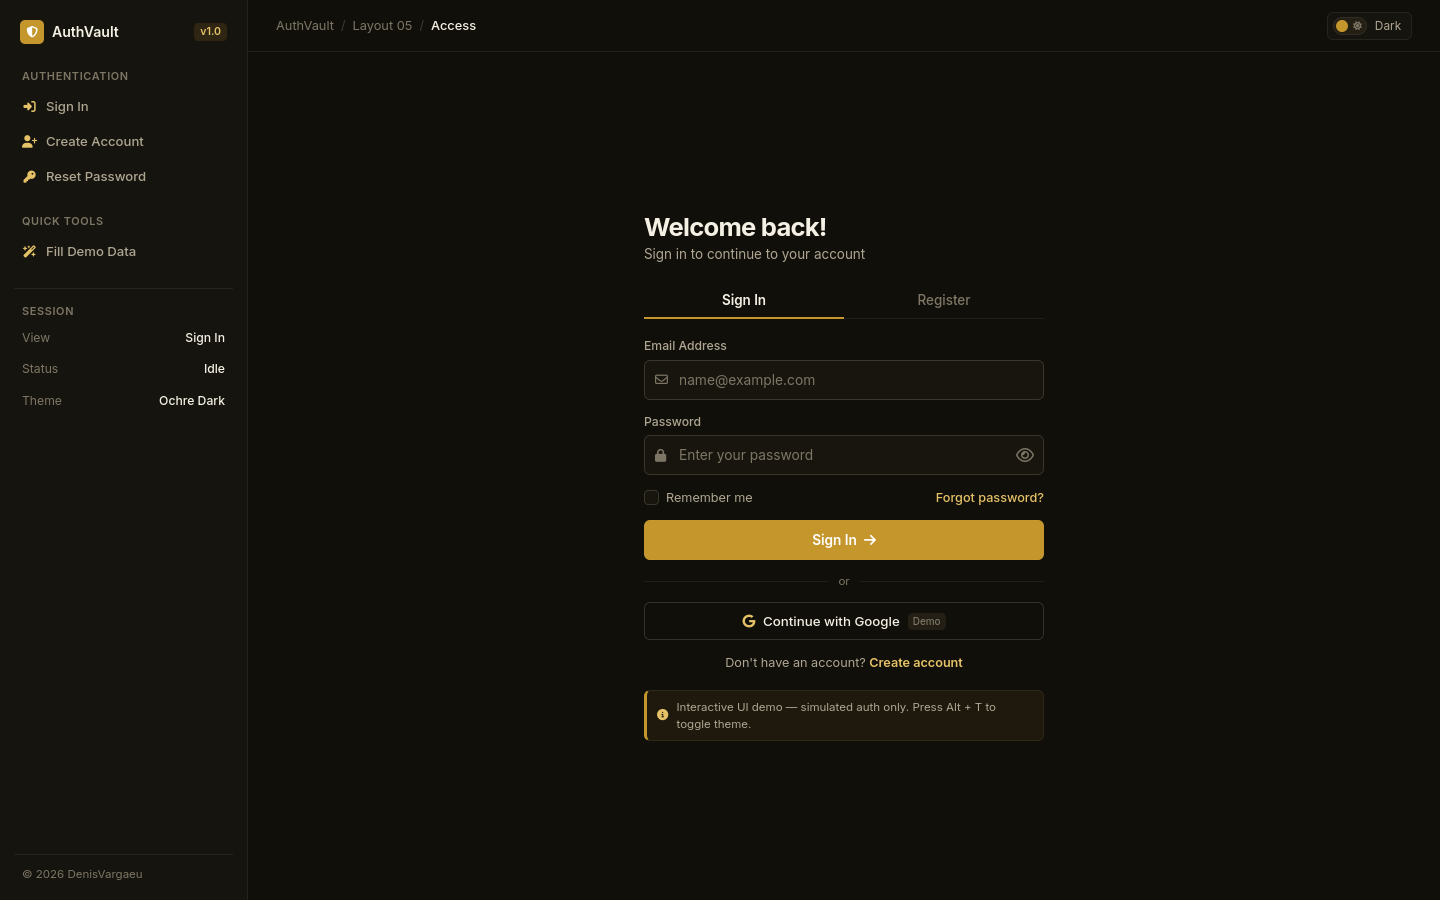 AuthVault
v1.0
AUTHENTICATION
Sign In
Create Account
Reset Password
QUICK TOOLS
Fill Demo Data
SESSION
View Sign In
Status Idle
Theme Ochre Dark
© 2026 DenisVargaeu
AuthVault / Layout 05 / Access
Dark
Welcome back!
Sign in to continue to your account
Sign In Register
Email Address
name@example.com
Password
Enter your password
Remember me Forgot password?
Sign In
or
Continue with Google Demo
Don't have an account? Create account
Interactive UI demo — simulated auth only. Press Alt + T to
toggle theme.